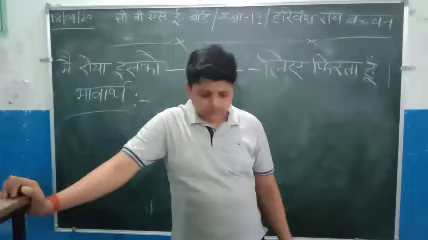 सी बी एस ई बोर्ड / कक्षा-12 / हरिवंश राय बच्चन
मैं रोया इसको — — लिए फिरता हूँ
भावार्थ :-